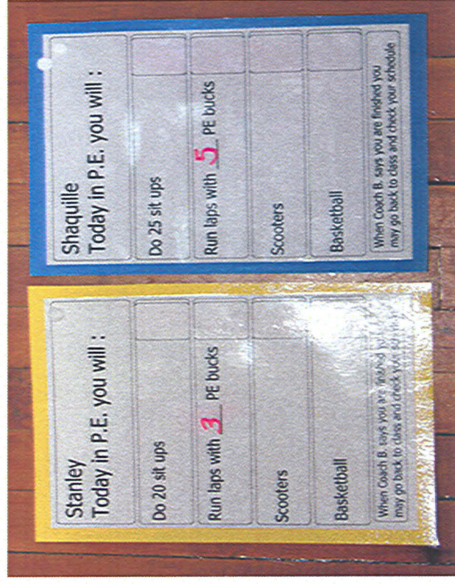 Stanley
Today in P.E. you will :
Do 20 sit ups
Run laps with 3 PE bucks
Scooters
Basketball
When Coach B. says you are finished you
may go back to class and check your schedule
Shaquille
Today in P.E. you will :
Do 25 sit ups
Run laps with 5 PE bucks
Scooters
Basketball
When Coach B. says you are finished you
may go back to class and check your schedule